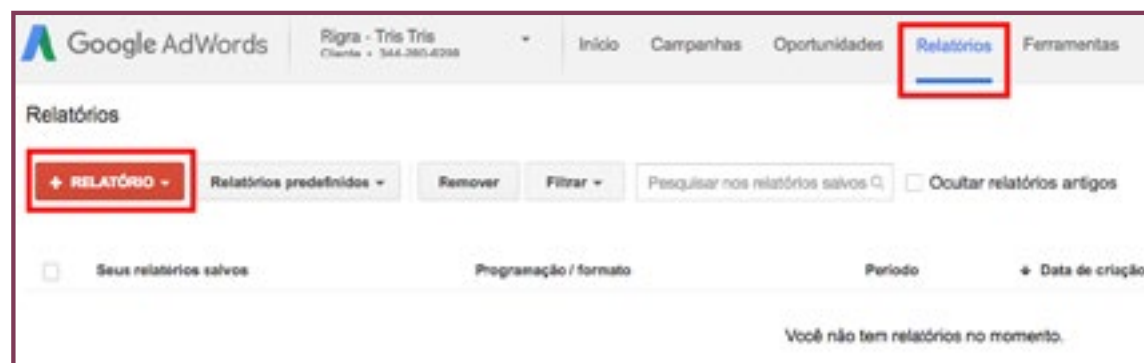 Google AdWords
Rigra - Tris Tris
Início Campanhas Oportunidades Relatórios Ferramentas
Relatórios
+ RELATÓRIO Relatórios predefinidos Remover Filtrar Pesquisar nos relatórios salvos Ocultar relatórios antigos
Seus relatórios salvos Programação / formato Período Data de criação
Você não tem relatórios no momento.